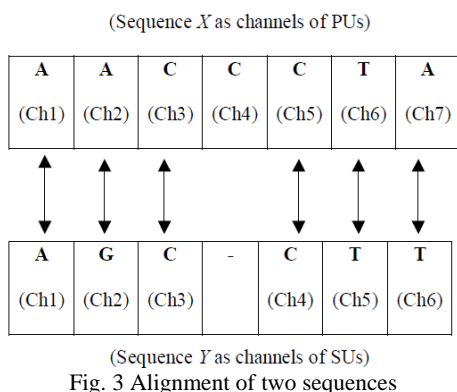 (Sequence X as channels of PUs)
A A C C C T A
(Ch1) (Ch2) (Ch3) (Ch4) (Ch5) (Ch6) (Ch7)
A G C - C T T
(Ch1) (Ch2) (Ch3) (Ch4) (Ch5) (Ch6)
(Sequence Y as channels of SUs)
Fig. 3 Alignment of two sequences